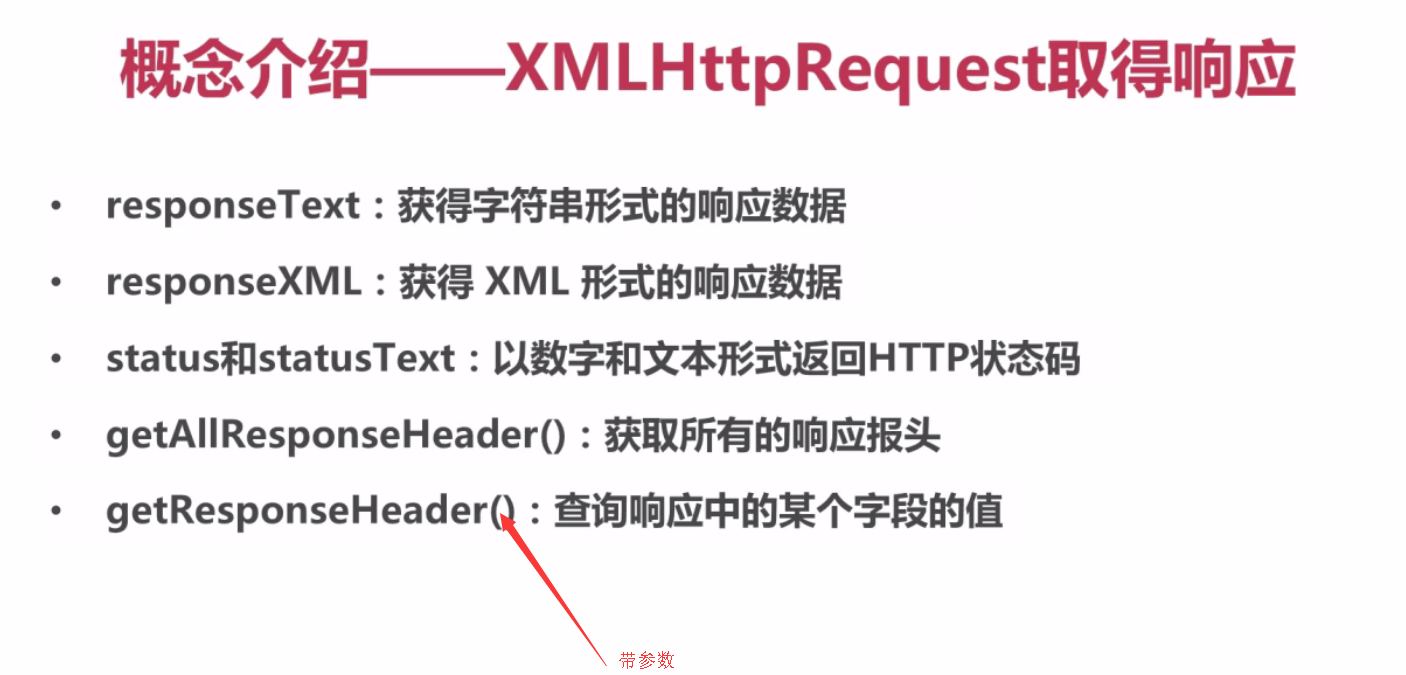 概念介绍——XMLHttpRequest取得响应
• responseText：获得字符串形式的响应数据
• responseXML：获得 XML 形式的响应数据
• status和statusText：以数字和文本形式返回HTTP状态码
• getAllResponseHeader()：获取所有的响应报头
• getResponseHeader()：查询响应中的某个字段的值
带参数